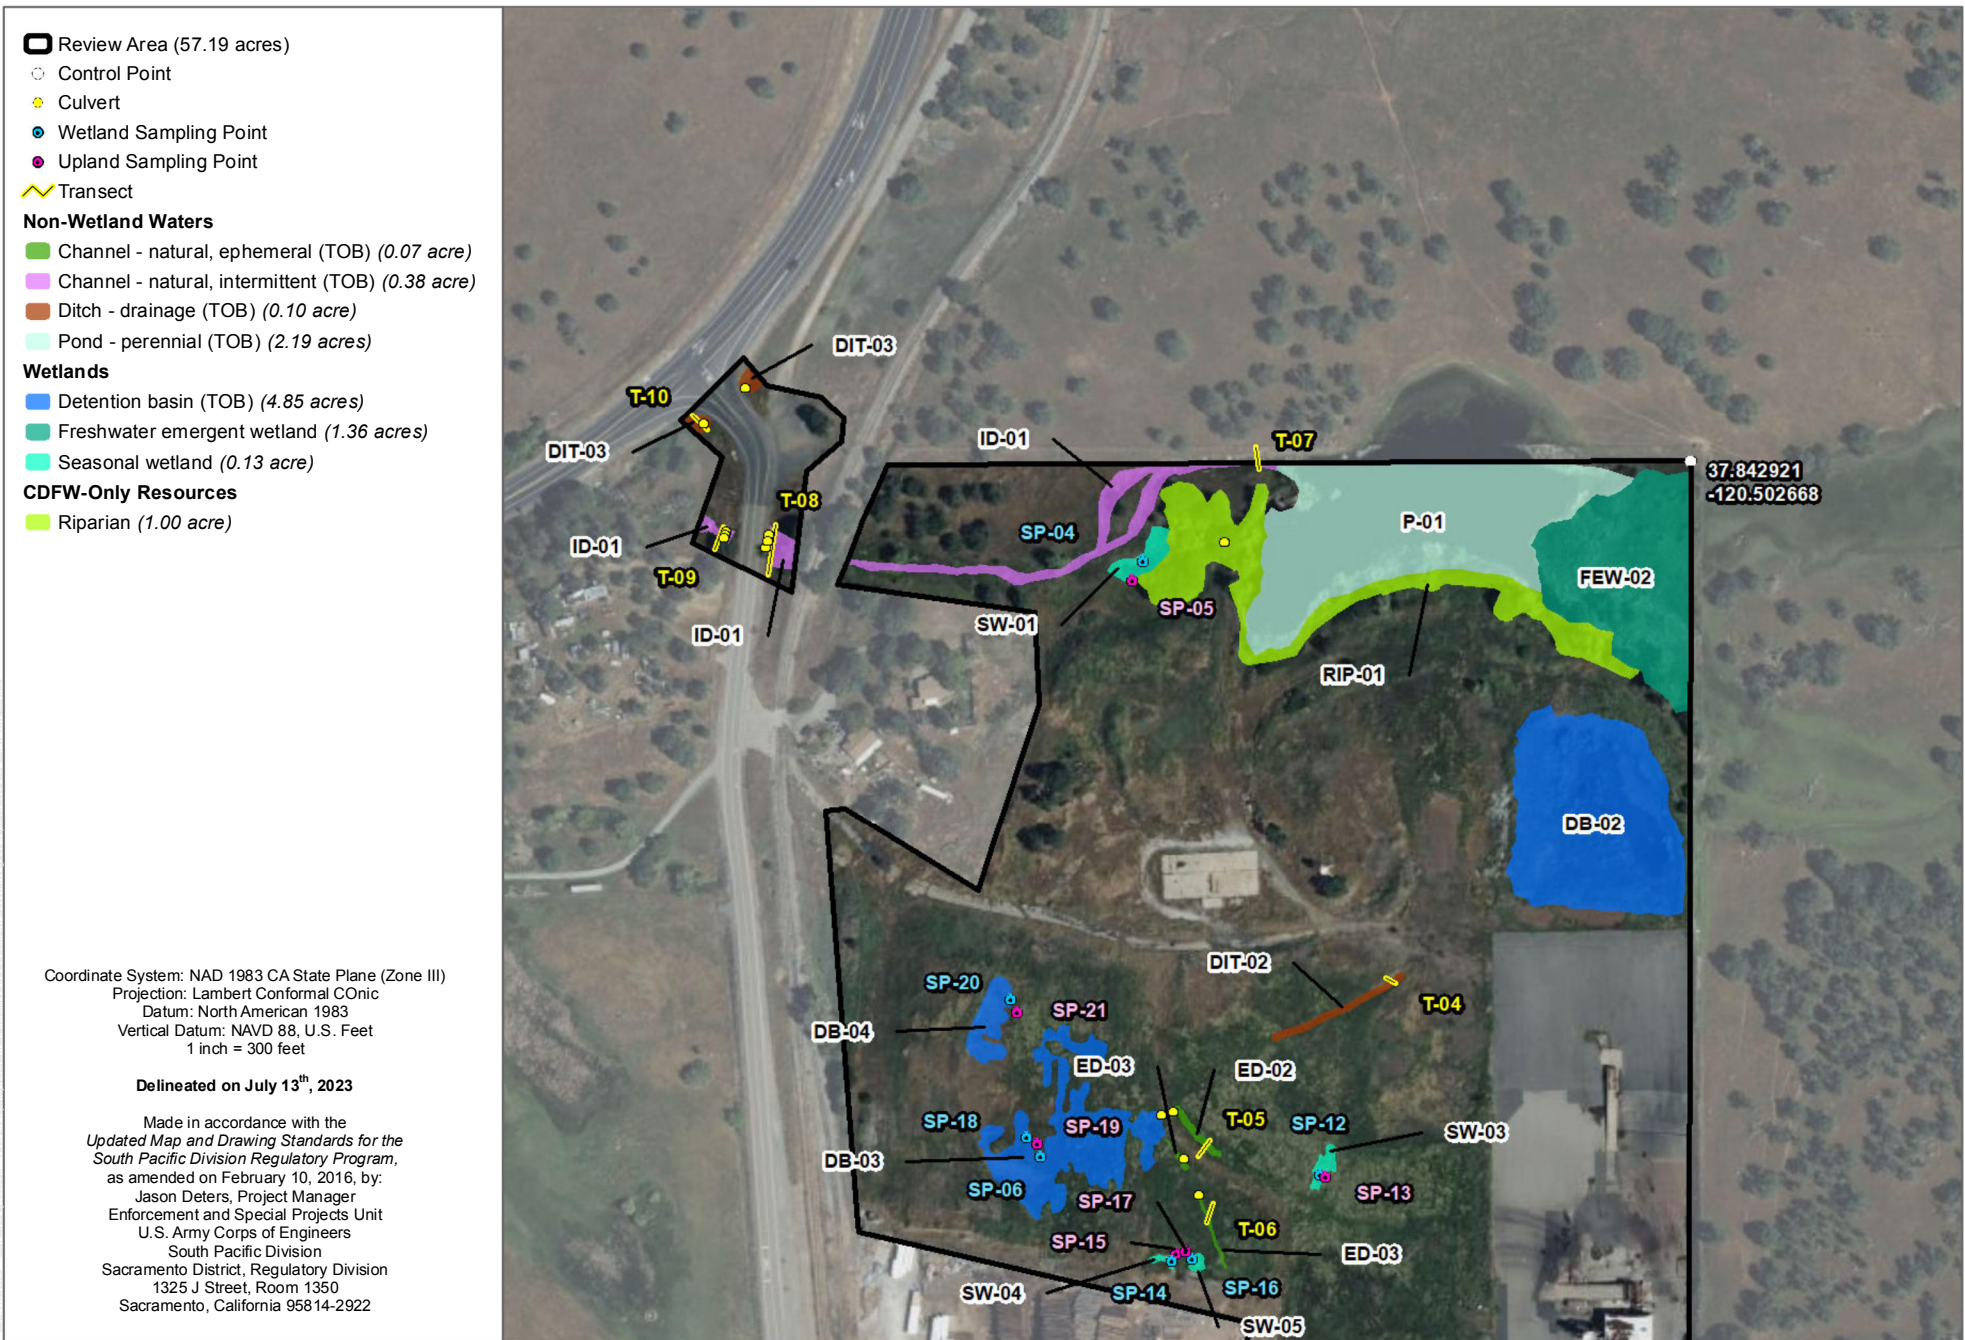 Review Area (57.19 acres)
Control Point
Culvert
Wetland Sampling Point
Upland Sampling Point
Transect
Non-Wetland Waters
Channel - natural, ephemeral (TOB) (0.07 acre)
Channel - natural, intermittent (TOB) (0.38 acre)
Ditch - drainage (TOB) (0.10 acre)
Pond - perennial (TOB) (2.19 acres)
Wetlands
Detention basin (TOB) (4.85 acres)
Freshwater emergent wetland (1.36 acres)
Seasonal wetland (0.13 acre)
CDFW-Only Resources
Riparian (1.00 acre)
Coordinate System: NAD 1983 CA State Plane (Zone III)
Projection: Lambert Conformal COnic
Datum: North American 1983
Vertical Datum: NAVD 88, U.S. Feet
1 inch = 300 feet
Delineated on July 13th, 2023
Made in accordance with the
Updated Map and Drawing Standards for the
South Pacific Division Regulatory Program,
as amended on February 10, 2016, by:
Jason Deters, Project Manager
Enforcement and Special Projects Unit
U.S. Army Corps of Engineers
South Pacific Division
Sacramento District, Regulatory Division
1325 J Street, Room 1350
Sacramento, California 95814-2922
DIT-03
T-10
DIT-03
ID-01
T-07
37.842921
-120.502668
T-08
P-01
SP-04
ID-01
T-09
FEW-02
SP-05
SW-01
ID-01
RIP-01
DB-02
DIT-02
SP-20
T-04
SP-21
DB-04
ED-03
ED-02
SP-18
SP-19
T-05
SP-12
SW-03
DB-03
SP-06
SP-17
SP-13
T-06
SP-15
ED-03
SW-04
SP-14
SP-16
SW-05